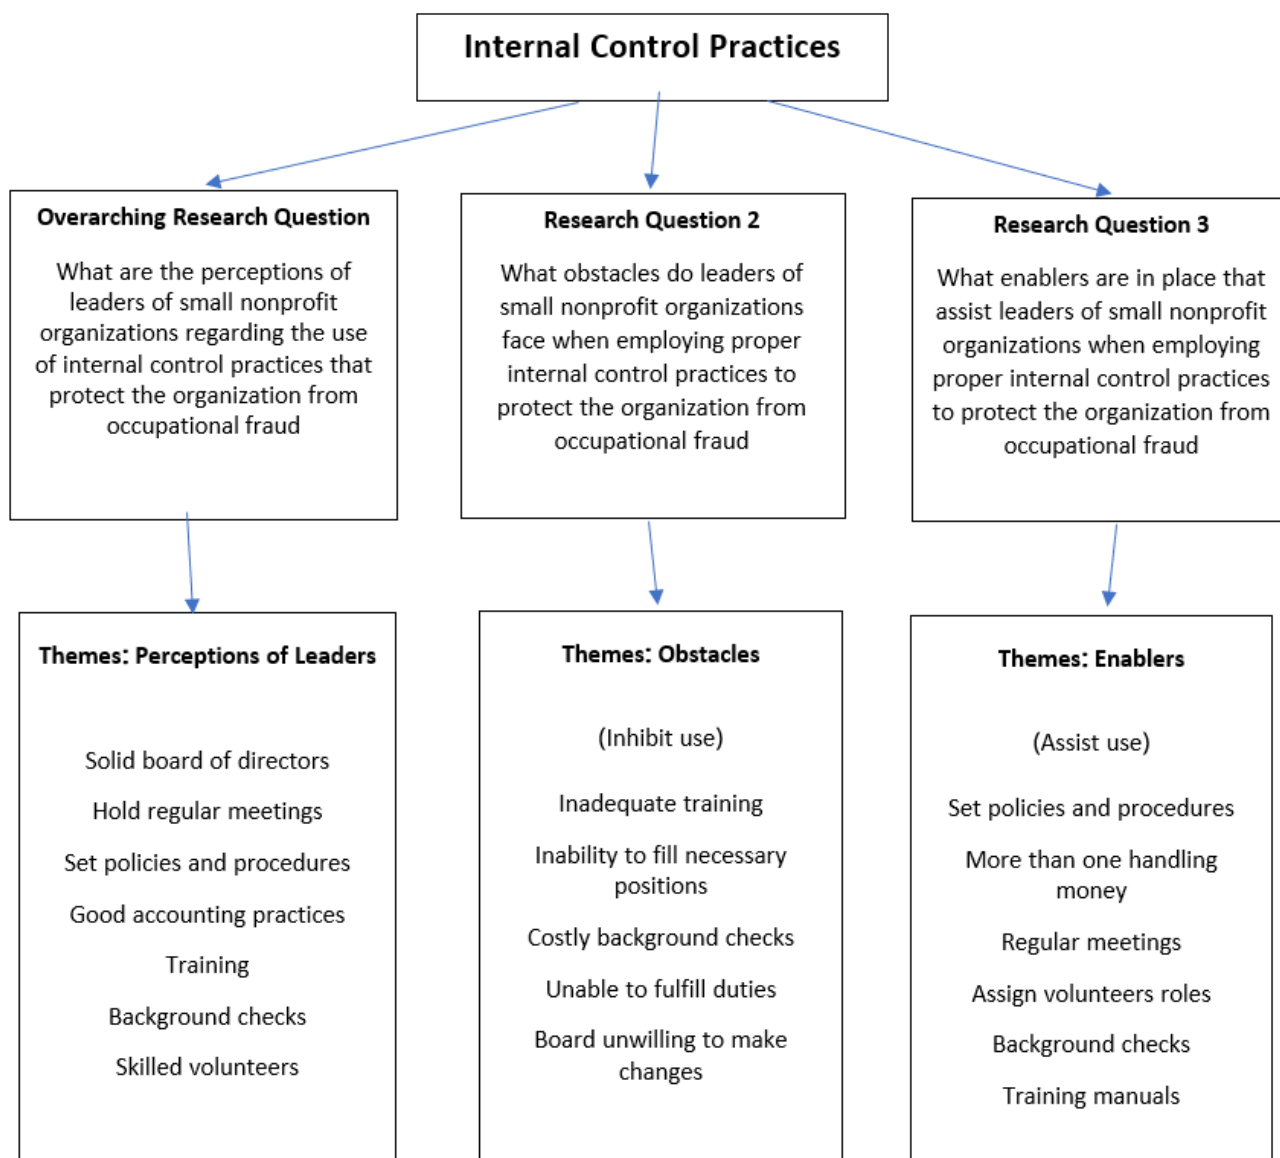 Internal Control Practices
Overarching Research Question
What are the perceptions of
leaders of small nonprofit
organizations regarding the use
of internal control practices that
protect the organization from
occupational fraud
Research Question 2
What obstacles do leaders of
small nonprofit organizations
face when employing proper
internal control practices to
protect the organization from
occupational fraud
Research Question 3
What enablers are in place that
assist leaders of small nonprofit
organizations when employing
proper internal control practices
to protect the organization from
occupational fraud
Themes: Perceptions of Leaders
Solid board of directors
Hold regular meetings
Set policies and procedures
Good accounting practices
Training
Background checks
Skilled volunteers
Themes: Obstacles
(Inhibit use)
Inadequate training
Inability to fill necessary
positions
Costly background checks
Unable to fulfill duties
Board unwilling to make
changes
Themes: Enablers
(Assist use)
Set policies and procedures
More than one handling
money
Regular meetings
Assign volunteers roles
Background checks
Training manuals